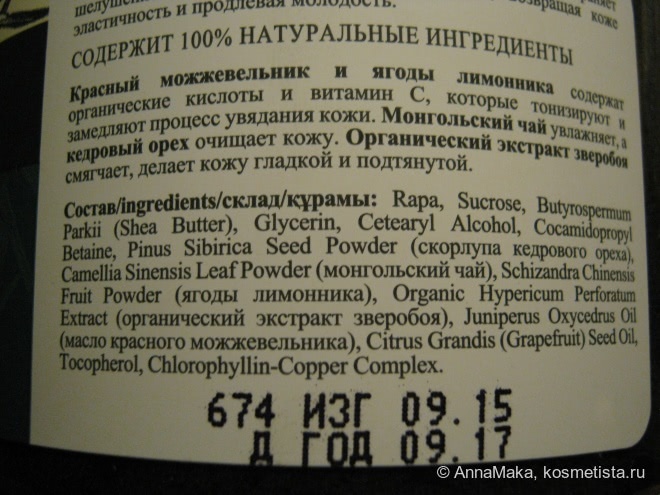 шелушен
возвращая коже
эластичность и продлевая молодость.
СОДЕРЖИТ 100% НАТУРАЛЬНЫЕ ИНГРЕДИЕНТЫ
Красный можжевельник и ягоды лимонника содержат
органические кислоты и витамин С, которые тонизируют и
замедляют процесс увядания кожи. Монгольский чай увлажняет, а
кедровый орех очищает кожу. Органический экстракт зверобоя
смягчает, делает кожу гладкой и подтянутой.
Состав/ingredients/склад/құрамы: Rapa, Sucrose, Butyrospermum
Parkii (Shea Butter), Glycerin, Cetearyl Alcohol, Cocamidopropyl
Betaine, Pinus Sibirica Seed Powder (скорлупа кедрового ореха),
Camellia Sinensis Leaf Powder (монгольский чай), Schizandra Chinensis
Fruit Powder (ягоды лимонника), Organic Hypericum Perforatum
Extract (органический экстракт зверобоя), Juniperus Oxycedrus Oil
(масло красного можжевельника), Citrus Grandis (Grapefruit) Seed Oil,
Tocopherol, Chlorophyllin-Copper Complex.
674 ИЗГ 09.15
Д ГОД 09.17
© AnnaMaka, kosmetista.ru